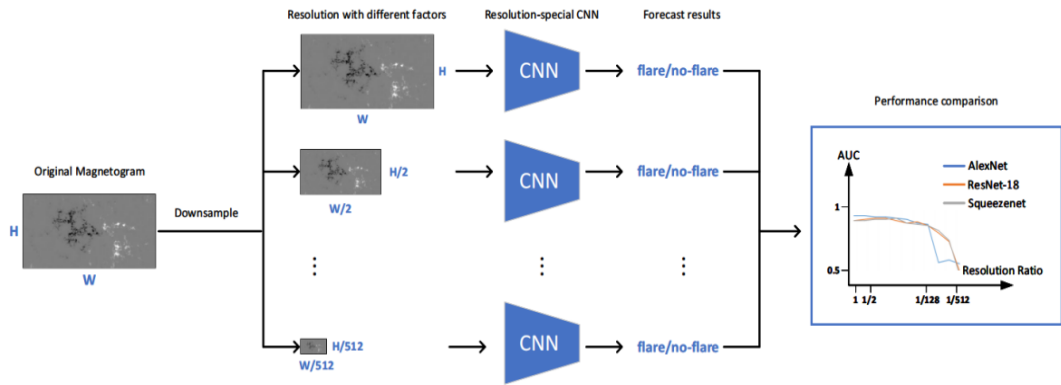 Resolution with different factors
Resolution-special CNN
Forecast results
H
CNN
flare/no-flare
W
Performance comparison
Original Magnetogram
H
W
Downsample
H/2
W/2
CNN
flare/no-flare
AUC
AlexNet
ResNet-18
Squeezenet
1
0.5
Resolution Ratio
1 1/2 1/128 1/512
H/512
W/512
CNN
flare/no-flare